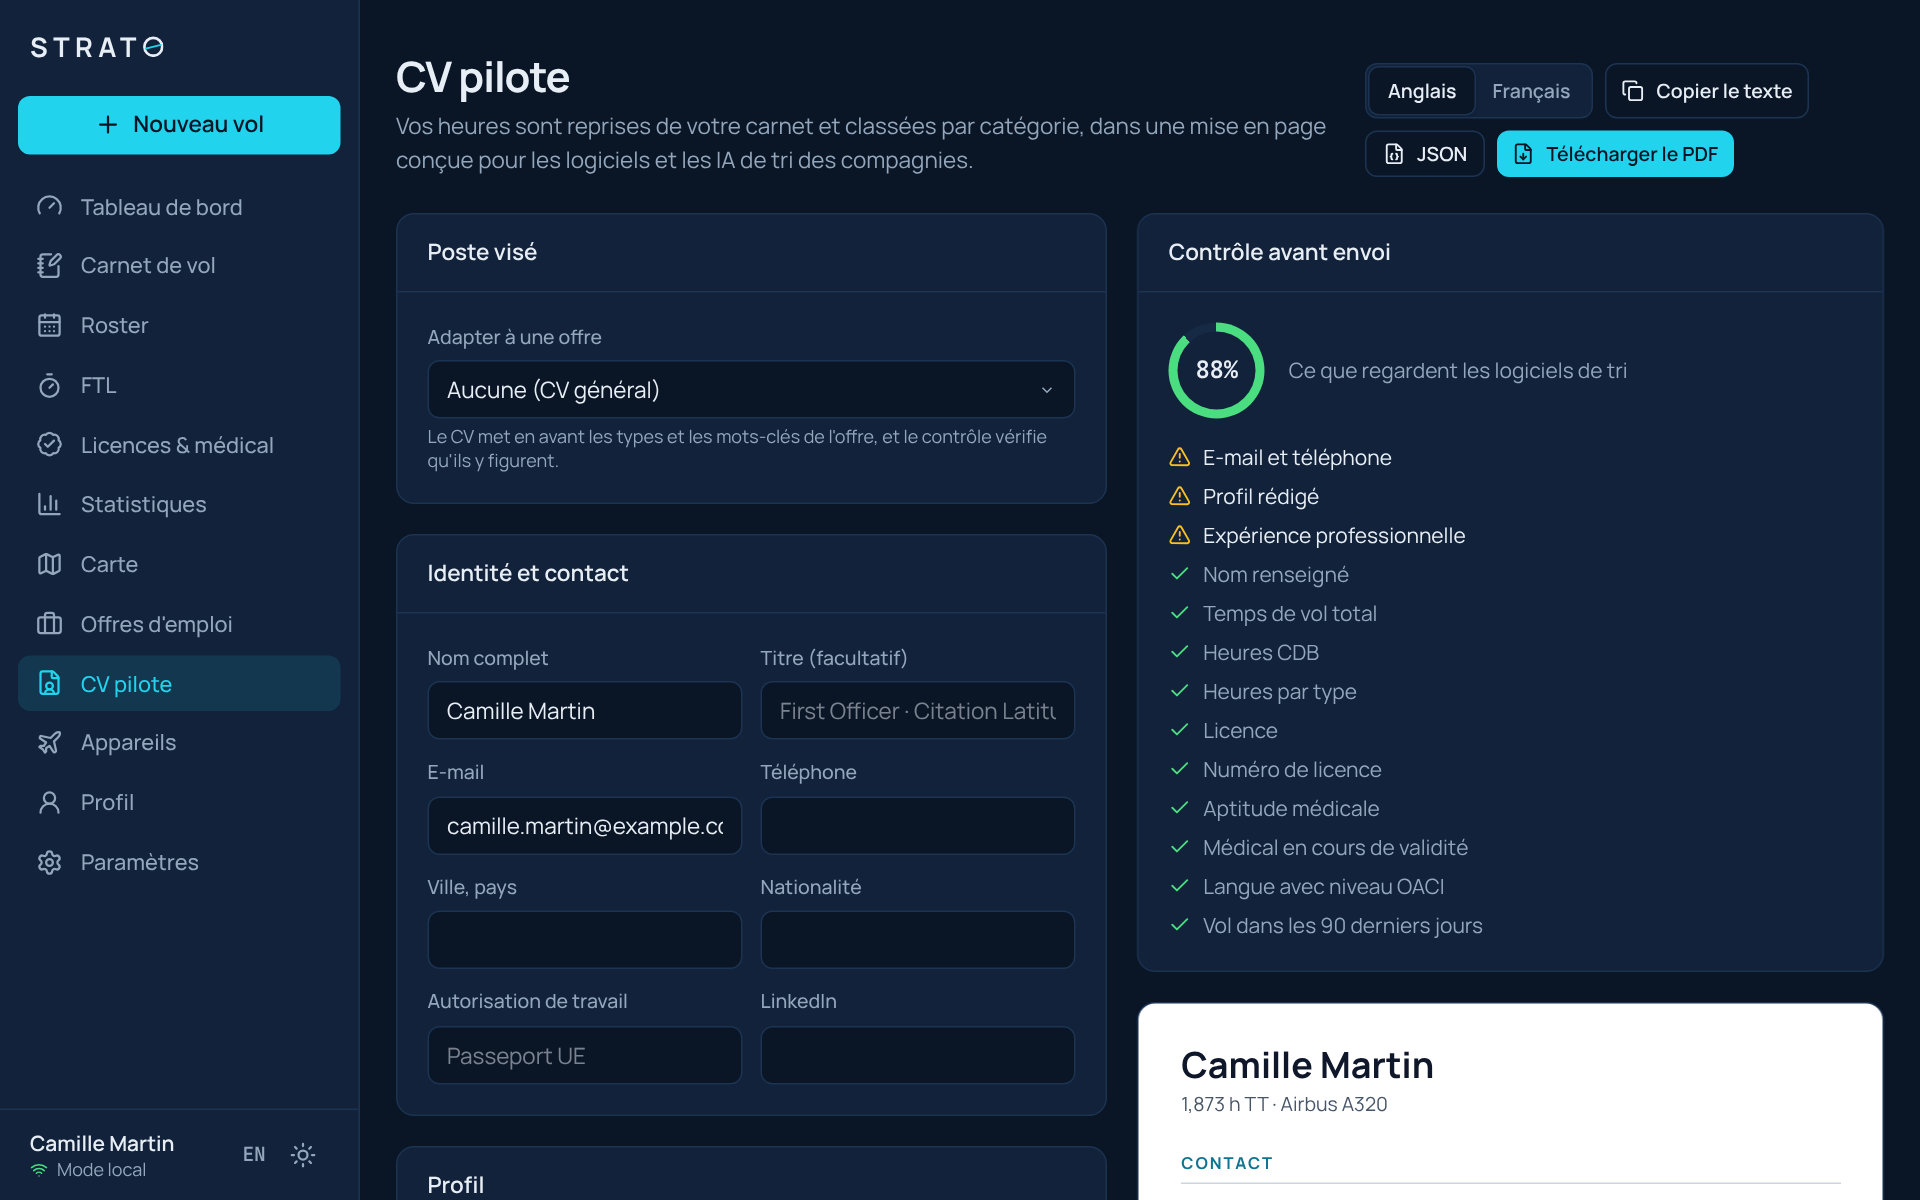 STRATO
Nouveau vol
Tableau de bord
Carnet de vol
Roster
FTL
Licences & médical
Statistiques
Carte
Offres d'emploi
CV pilote
Appareils
Profil
Paramètres
Camille Martin
Mode local
EN
CV pilote
Vos heures sont reprises de votre carnet et classées par catégorie, dans une mise en page
conçue pour les logiciels et les IA de tri des compagnies.
Anglais
Français
Copier le texte
JSON
Télécharger le PDF
Poste visé
Adapter à une offre
Aucune (CV général)
Le CV met en avant les types et les mots-clés de l'offre, et le contrôle vérifie
qu'ils y figurent.
Identité et contact
Nom complet
Titre (facultatif)
Camille Martin
First Officer · Citation Latitu
E-mail
Téléphone
camille.martin@example.co
Ville, pays
Nationalité
Autorisation de travail
LinkedIn
Passeport UE
Profil
Contrôle avant envoi
88%
Ce que regardent les logiciels de tri
E-mail et téléphone
Profil rédigé
Expérience professionnelle
Nom renseigné
Temps de vol total
Heures CDB
Heures par type
Licence
Numéro de licence
Aptitude médicale
Médical en cours de validité
Langue avec niveau OACI
Vol dans les 90 derniers jours
Camille Martin
1,873 h TT · Airbus A320
CONTACT